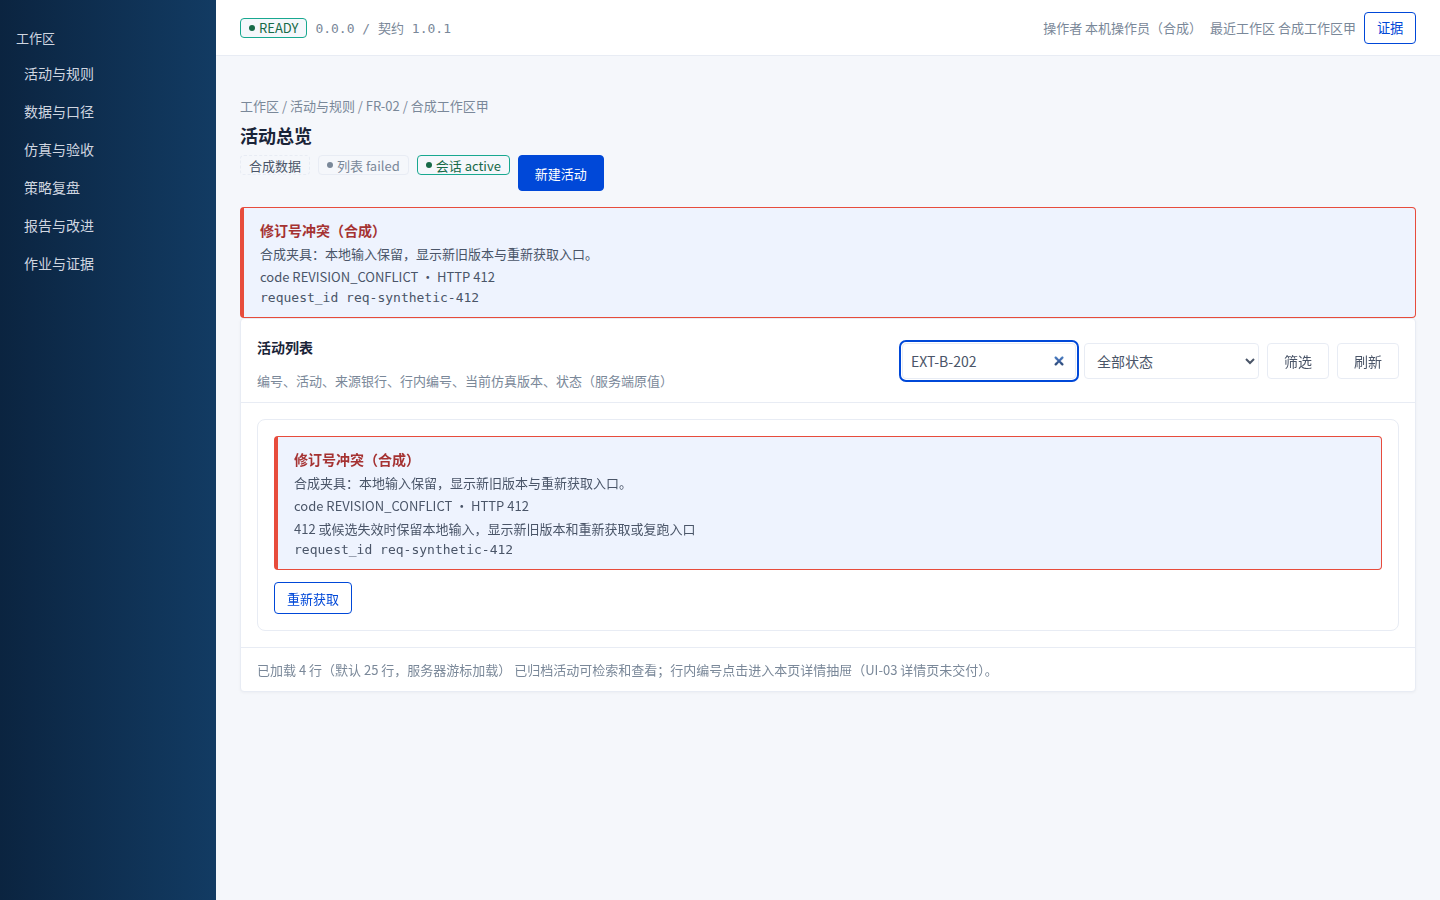 工作区
活动与规则
数据与口径
仿真与验收
策略复盘
报告与改进
作业与证据
READY 0.0.0 / 契约 1.0.1
操作者 本机操作员（合成） 最近工作区 合成工作区甲 证据
工作区 / 活动与规则 / FR-02 / 合成工作区甲
活动总览
合成数据 列表 failed 会话 active 新建活动
修订号冲突（合成）
合成夹具：本地输入保留，显示新旧版本与重新获取入口。
code REVISION_CONFLICT · HTTP 412
request_id req-synthetic-412
活动列表
编号、活动、来源银行、行内编号、当前仿真版本、状态（服务端原值）
EXT-B-202 全部状态 筛选 刷新
修订号冲突（合成）
合成夹具：本地输入保留，显示新旧版本与重新获取入口。
code REVISION_CONFLICT · HTTP 412
412 或候选失效时保留本地输入，显示新旧版本和重新获取或复跑入口
request_id req-synthetic-412
重新获取
已加载 4 行（默认 25 行，服务器游标加载） 已归档活动可检索和查看；行内编号点击进入本页详情抽屉（UI-03 详情页未交付）。